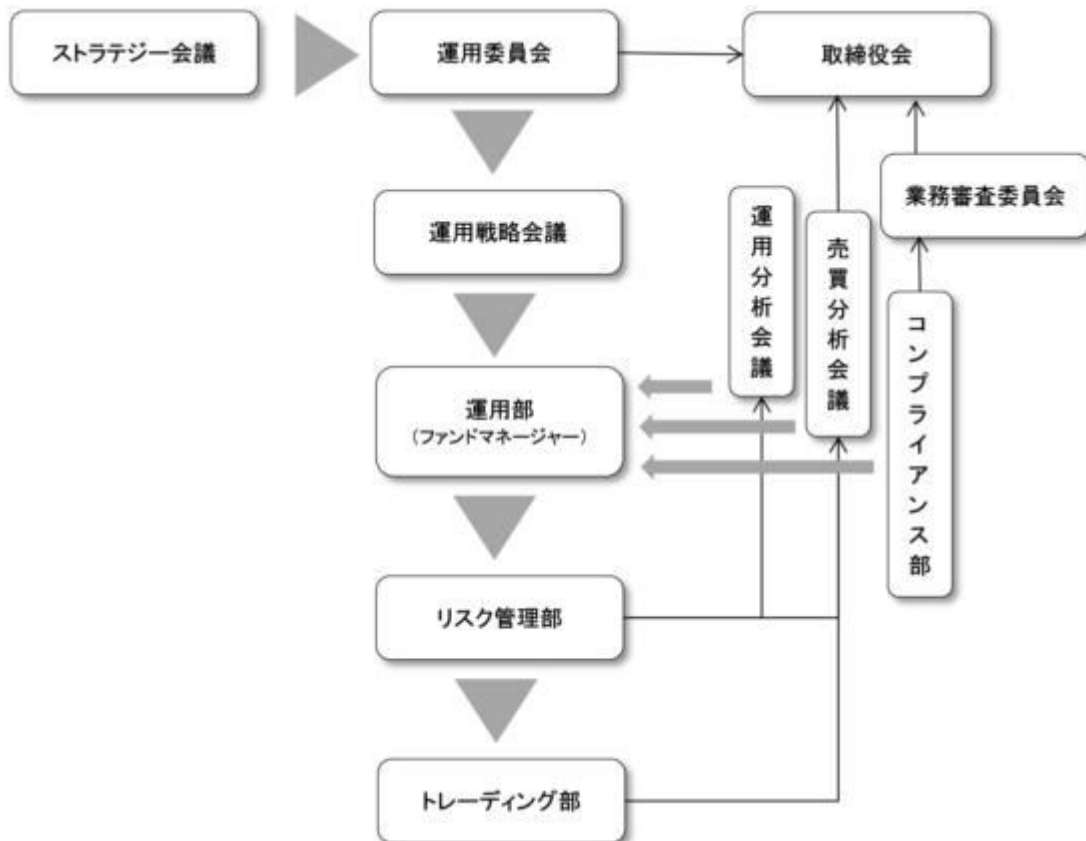 ストラテジー会議
運用委員会
取締役会
業務審査委員会
運用戦略会議
運用分析会議
売買分析会議
コンプライアンス部
運用部
(ファンドマネージャー)
リスク管理部
トレーディング部